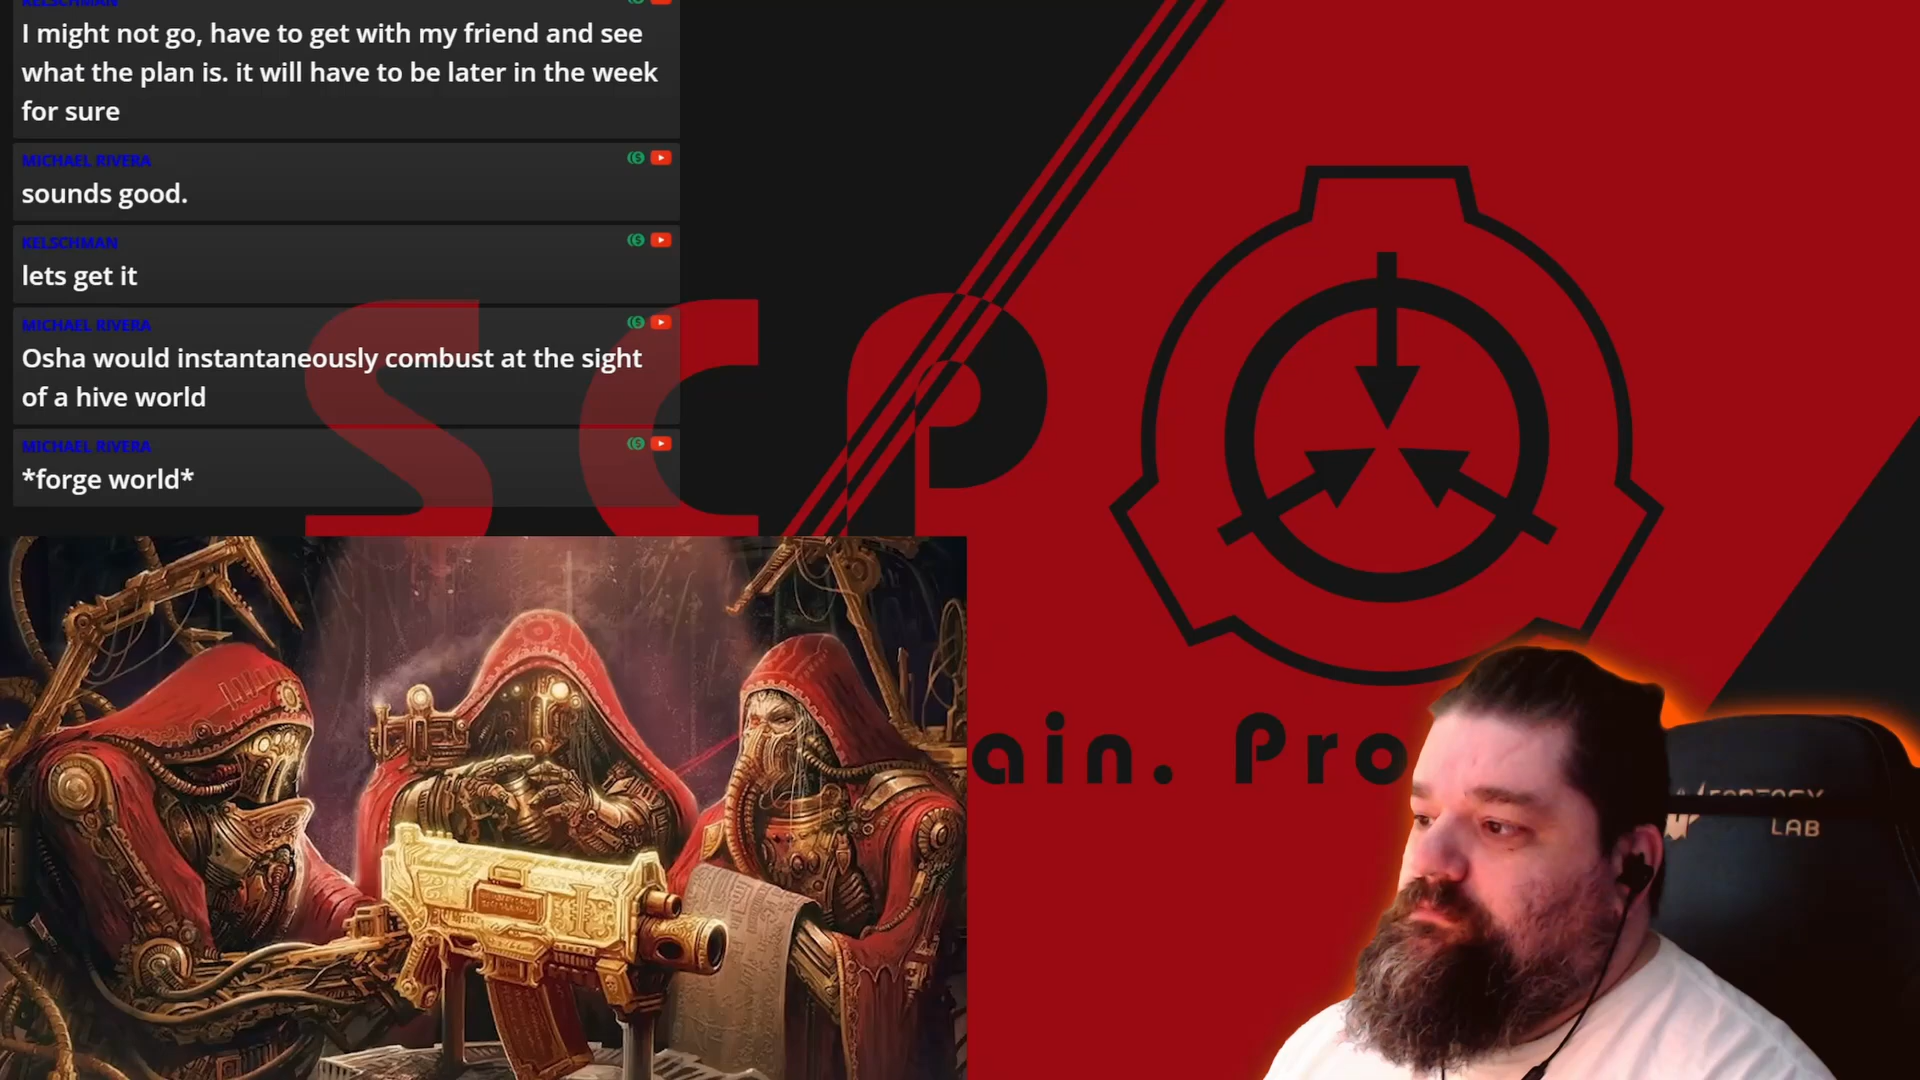 KELSCHMAN
I might not go, have to get with my friend and see
what the plan is. it will have to be later in the week
for sure
MICHAEL RIVERA
sounds good.
KELSCHMAN
lets get it
MICHAEL RIVERA
Osha would instantaneously combust at the sight
of a hive world
MICHAEL RIVERA
*forge world*
SCP
ain. Pro
LAB